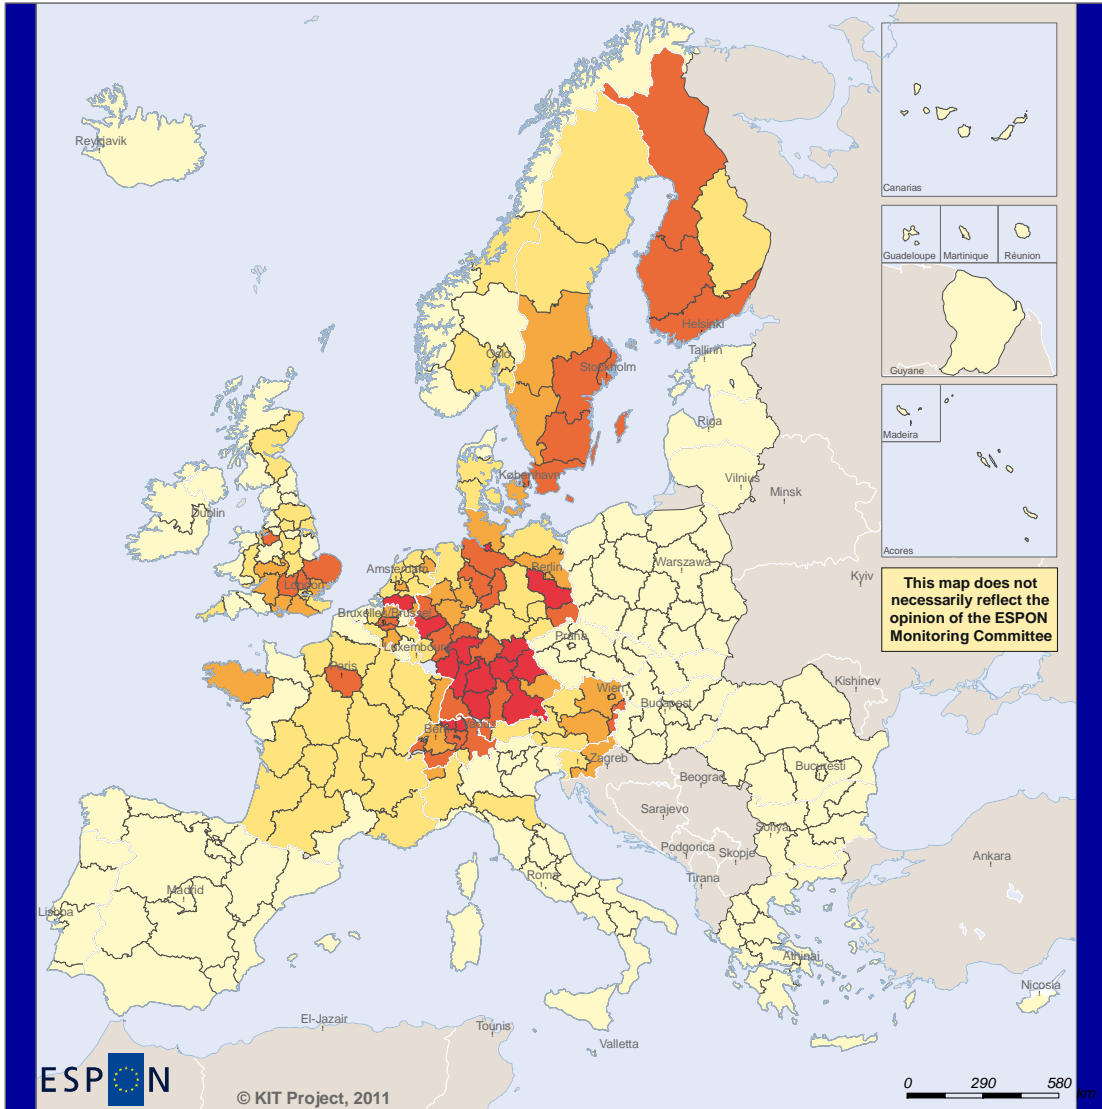 Reykjavik
Canarias
Guadeloupe
Martinique
Réunion
Guyane
Madeira
Acores
Helsinki
Tallinn
Oslo
Stockholm
Riga
København
Vilnius
Minsk
Dublin
Amsterdam
Berlin
Warszawa
London
Kyiv
This map does not
necessarily reflect the
opinion of the ESPON
Monitoring Committee
Bruxelles/Brussel
Praha
Luxembourg
Paris
Kishinev
Wien
Budapest
Bern
Vaduz
Zagreb
Bucuresti
Beograd
Sarajevo
Sofiya
Podgorica
Skopje
Ankara
Tirana
Roma
Madrid
Lisboa
Athinai
Nicosia
El-Jazair
Tounis
Valletta
ESPON
© KIT Project, 2011
0 290 580
km